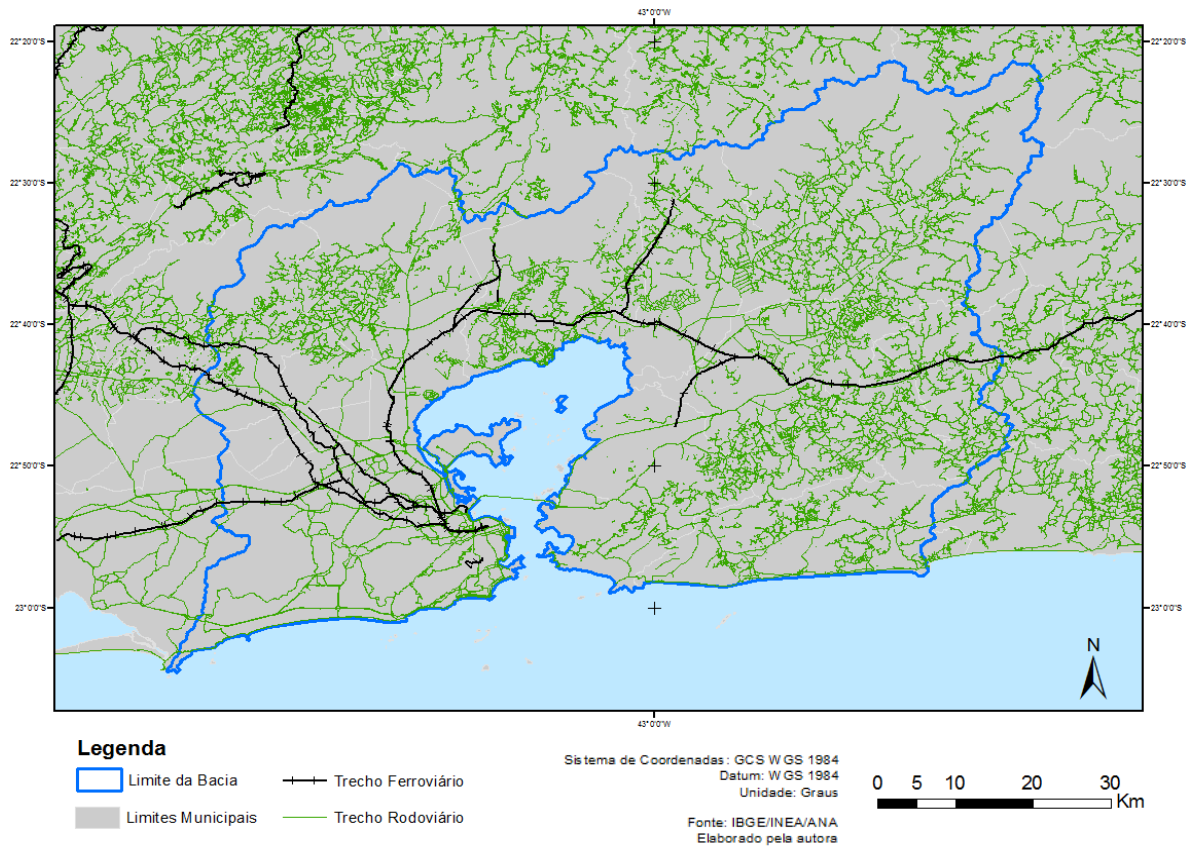 43°0'0"W
22°20'0"S
22°20'0"S
22°30'0"S
22°30'0"S
22°40'0"S
22°40'0"S
22°50'0"S
22°50'0"S
23°0'0"S
23°0'0"S
N
43°0'0"W
Legenda
Limite da Bacia
Trecho Ferroviário
Limites Municipais
Trecho Rodoviário
Sistema de Coordenadas: GCS WGS 1984
Datum: WGS 1984
Unidade: Graus
Fonte: IBGE/INEA/ANA
Elaborado pela autora
0 5 10 20 30
Km